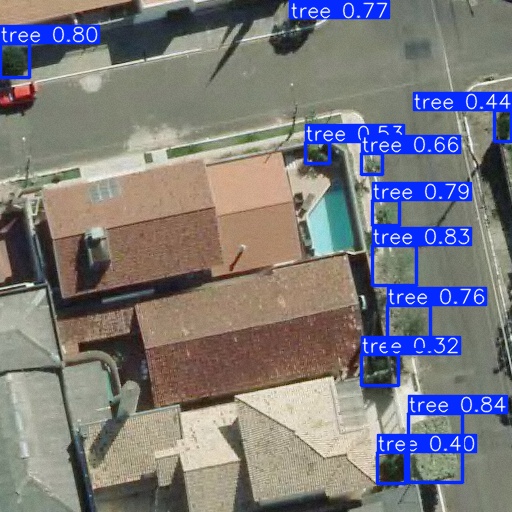 tree 0.77
tree 0.80
tree 0.44
tree 0.53
tree 0.66
tree 0.79
tree 0.83
tree 0.76
tree 0.32
tree 0.84
tree 0.40